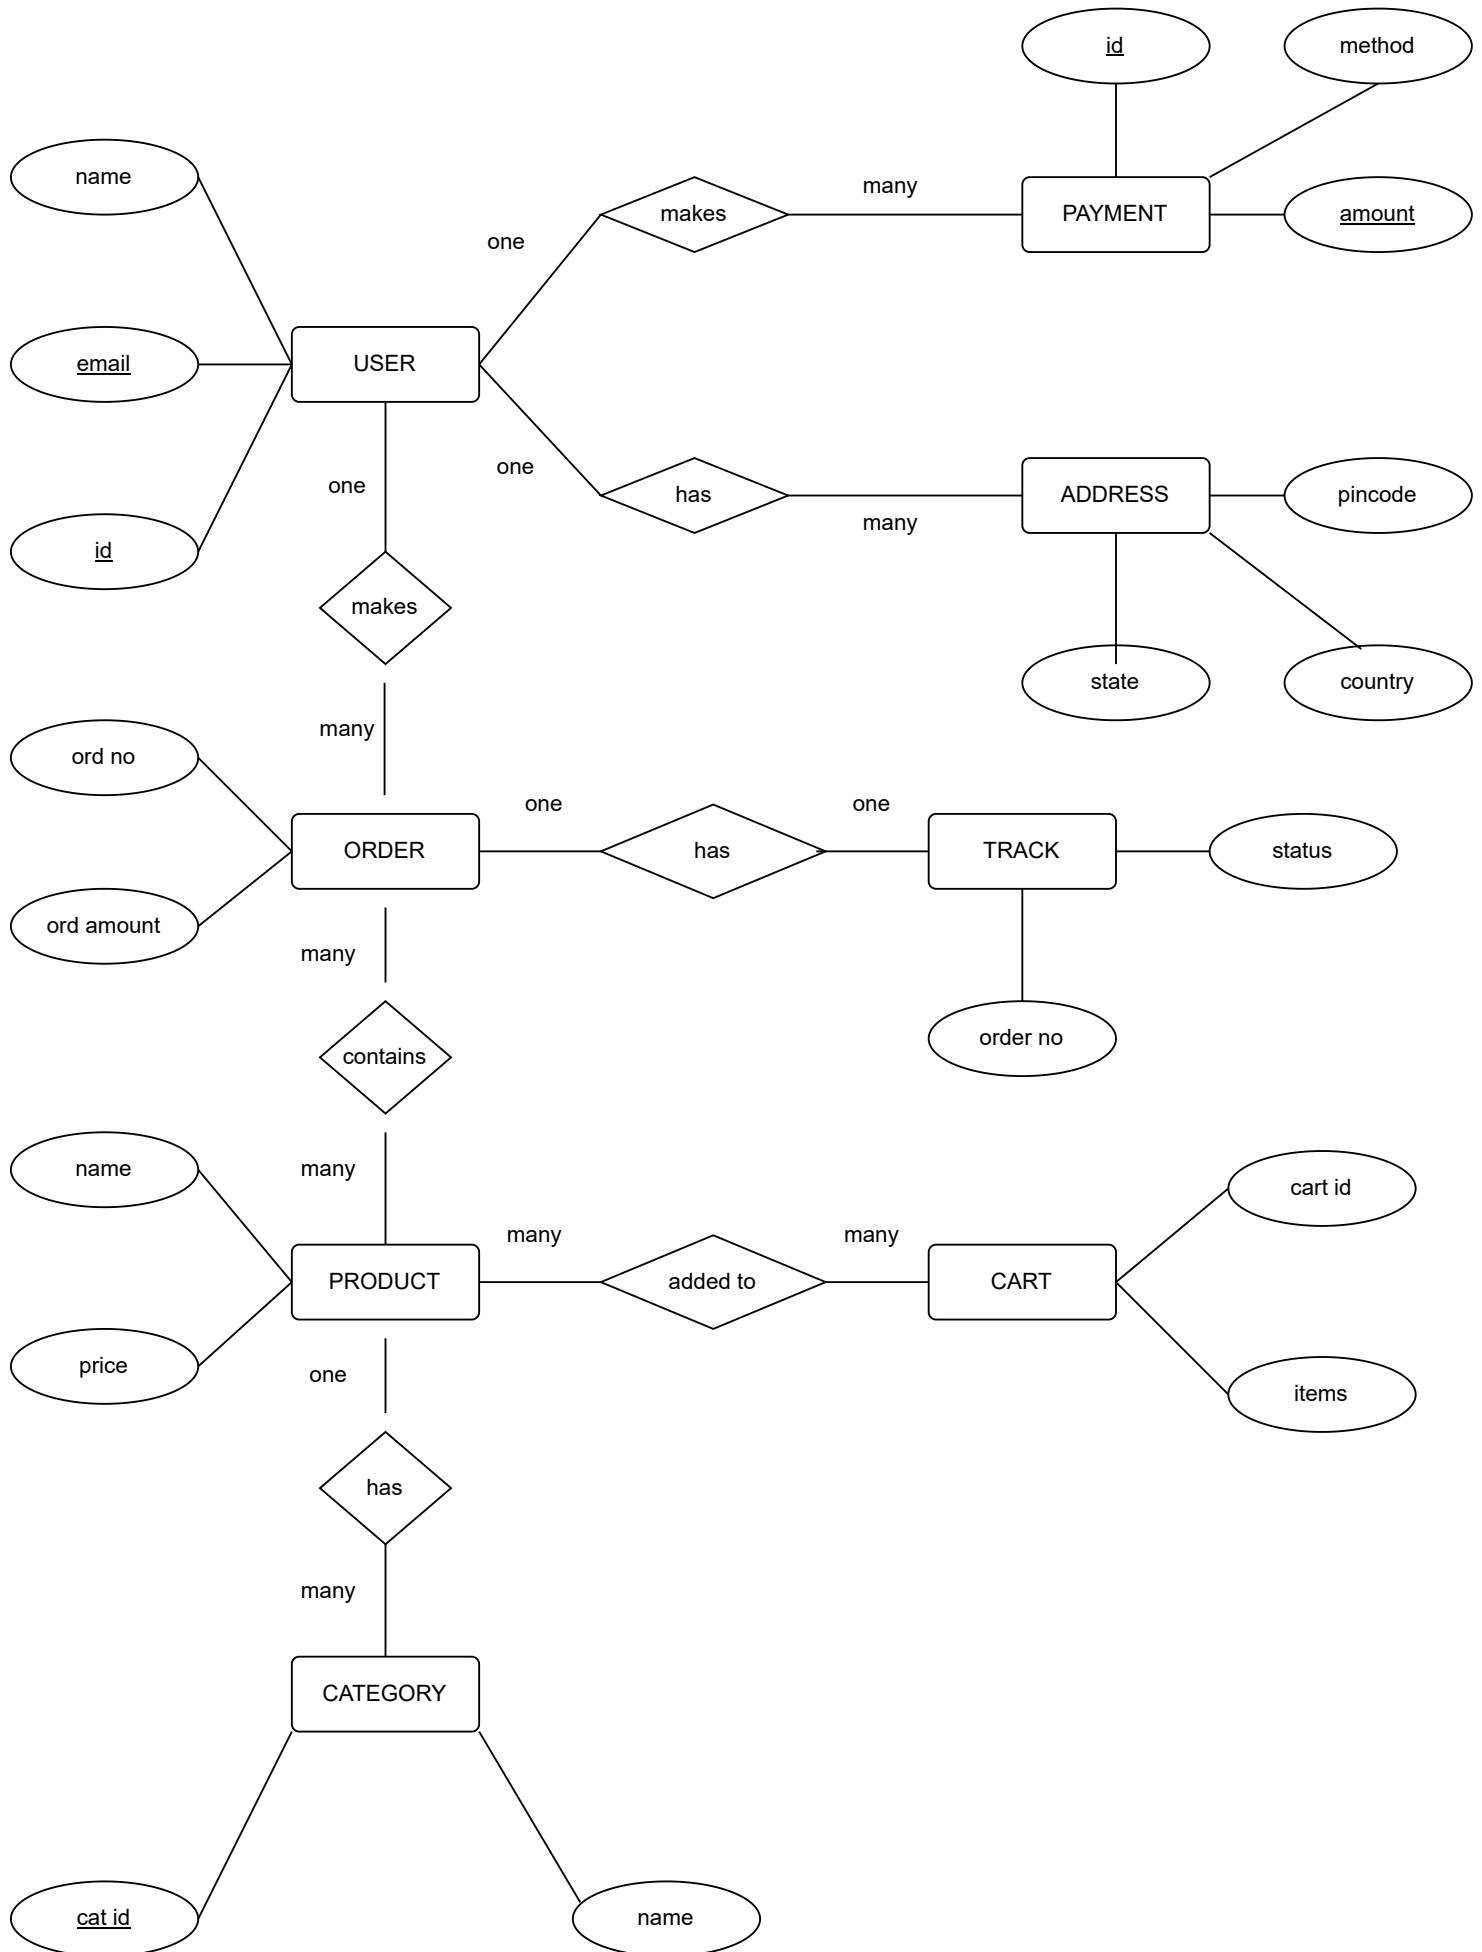 id
method
name
makes
many
PAYMENT
amount
one
email
USER
one
has
ADDRESS
pincode
one
many
id
makes
state
country
many
ord no
one
one
ORDER
has
TRACK
status
ord amount
many
order no
contains
name
many
cart id
many
many
PRODUCT
added to
CART
price
one
items
has
many
CATEGORY
cat id
name